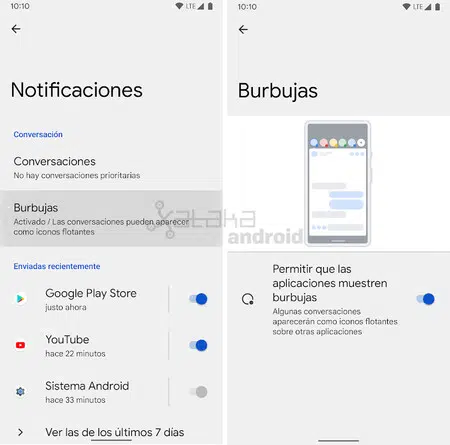 10:10
LTE
Notificaciones
Conversación
Conversaciones
No hay conversaciones prioritarias
Burbujas
Activado / Las conversaciones pueden aparecer
como iconos flotantes
Enviadas recientemente
Google Play Store
justo ahora
YouTube
hace 22 minutos
Sistema Android
hace 33 minutos
Ver las de los últimos 7 días
10:10
LTE
Burbujas
Xataka
android
Permitir que las
aplicaciones muestren
burbujas
Algunas conversaciones
aparecerán como iconos flotantes
sobre otras aplicaciones